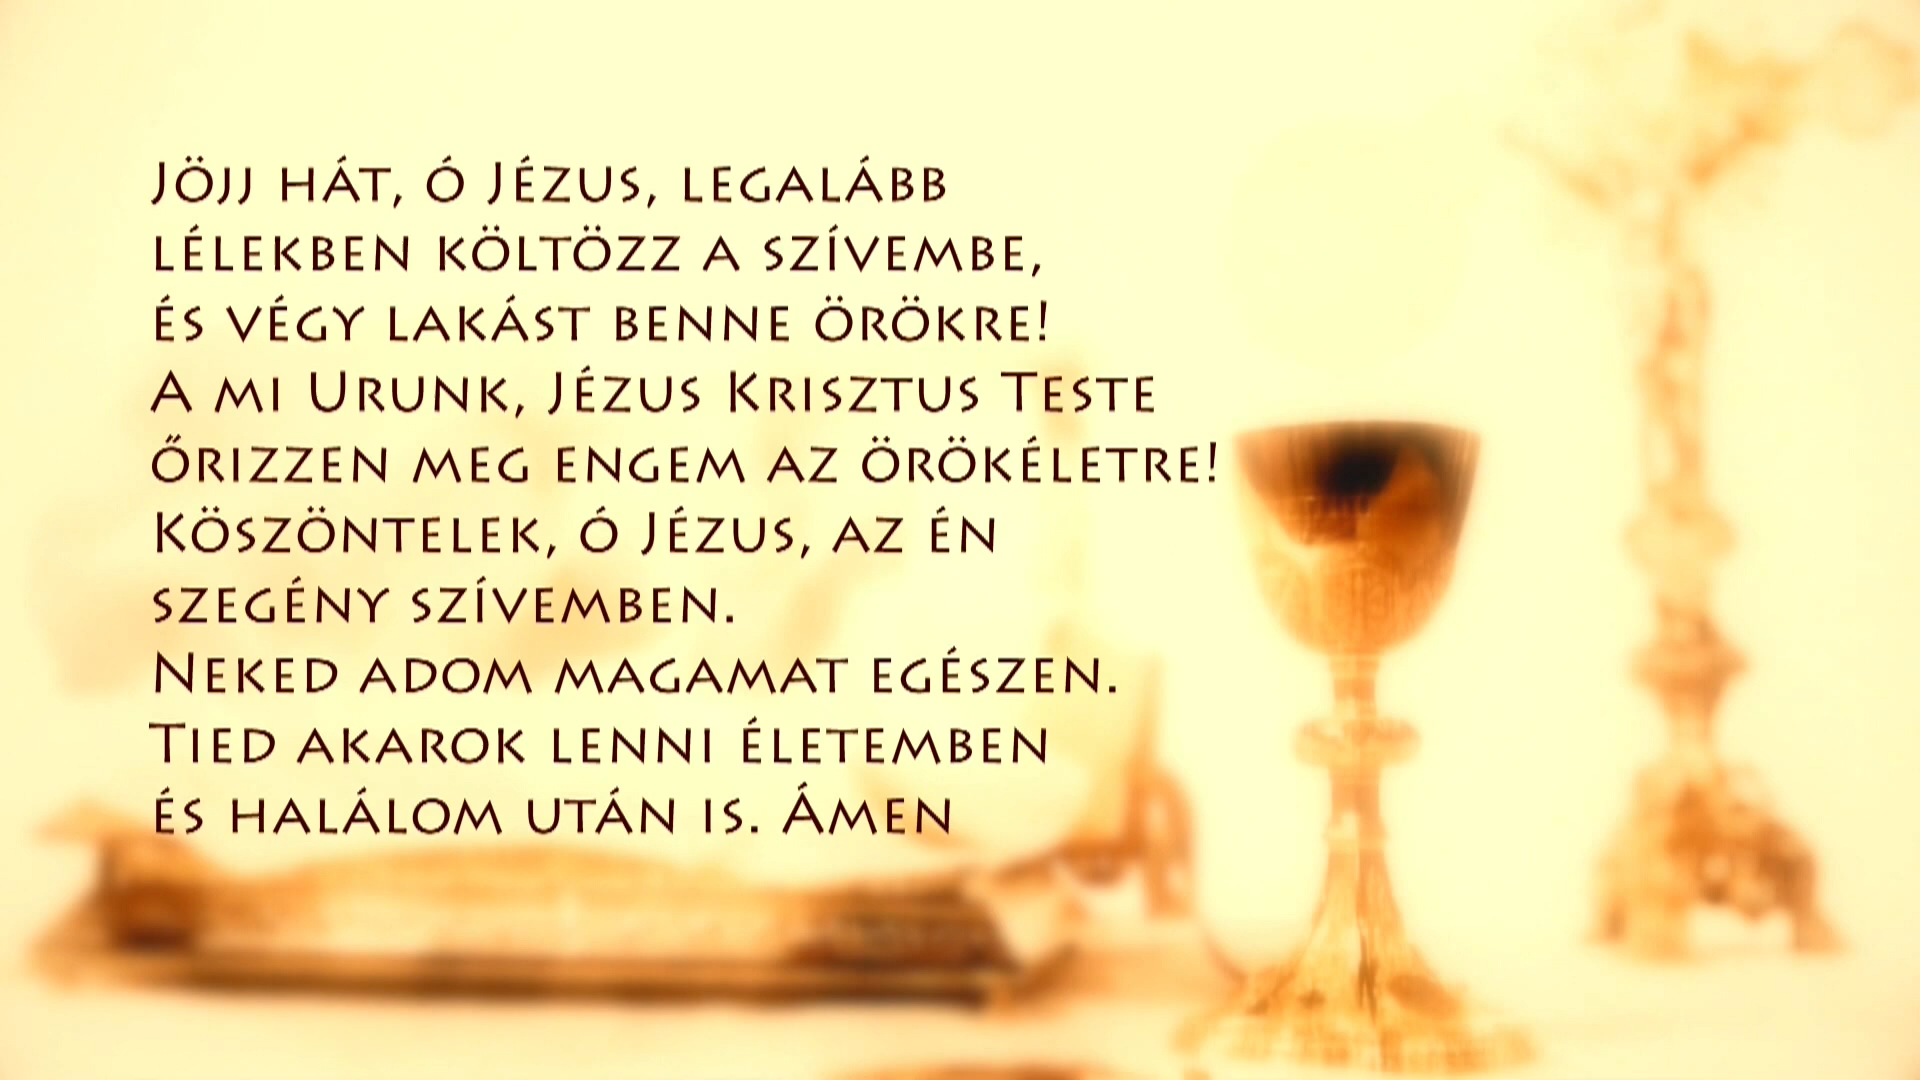 Jöjj hát, ó Jézus, legalább
lélekben költözz a szívembe,
és végy lakást benne örökre!
A mi Urunk, Jézus Krisztus Teste
őrizzen meg engem az örökéletre!
Köszöntelek, ó Jézus, az én
szegény szívemben.
Neked adom magamat egészen.
Tied akarok lenni életemben
és halálom után is. Ámen